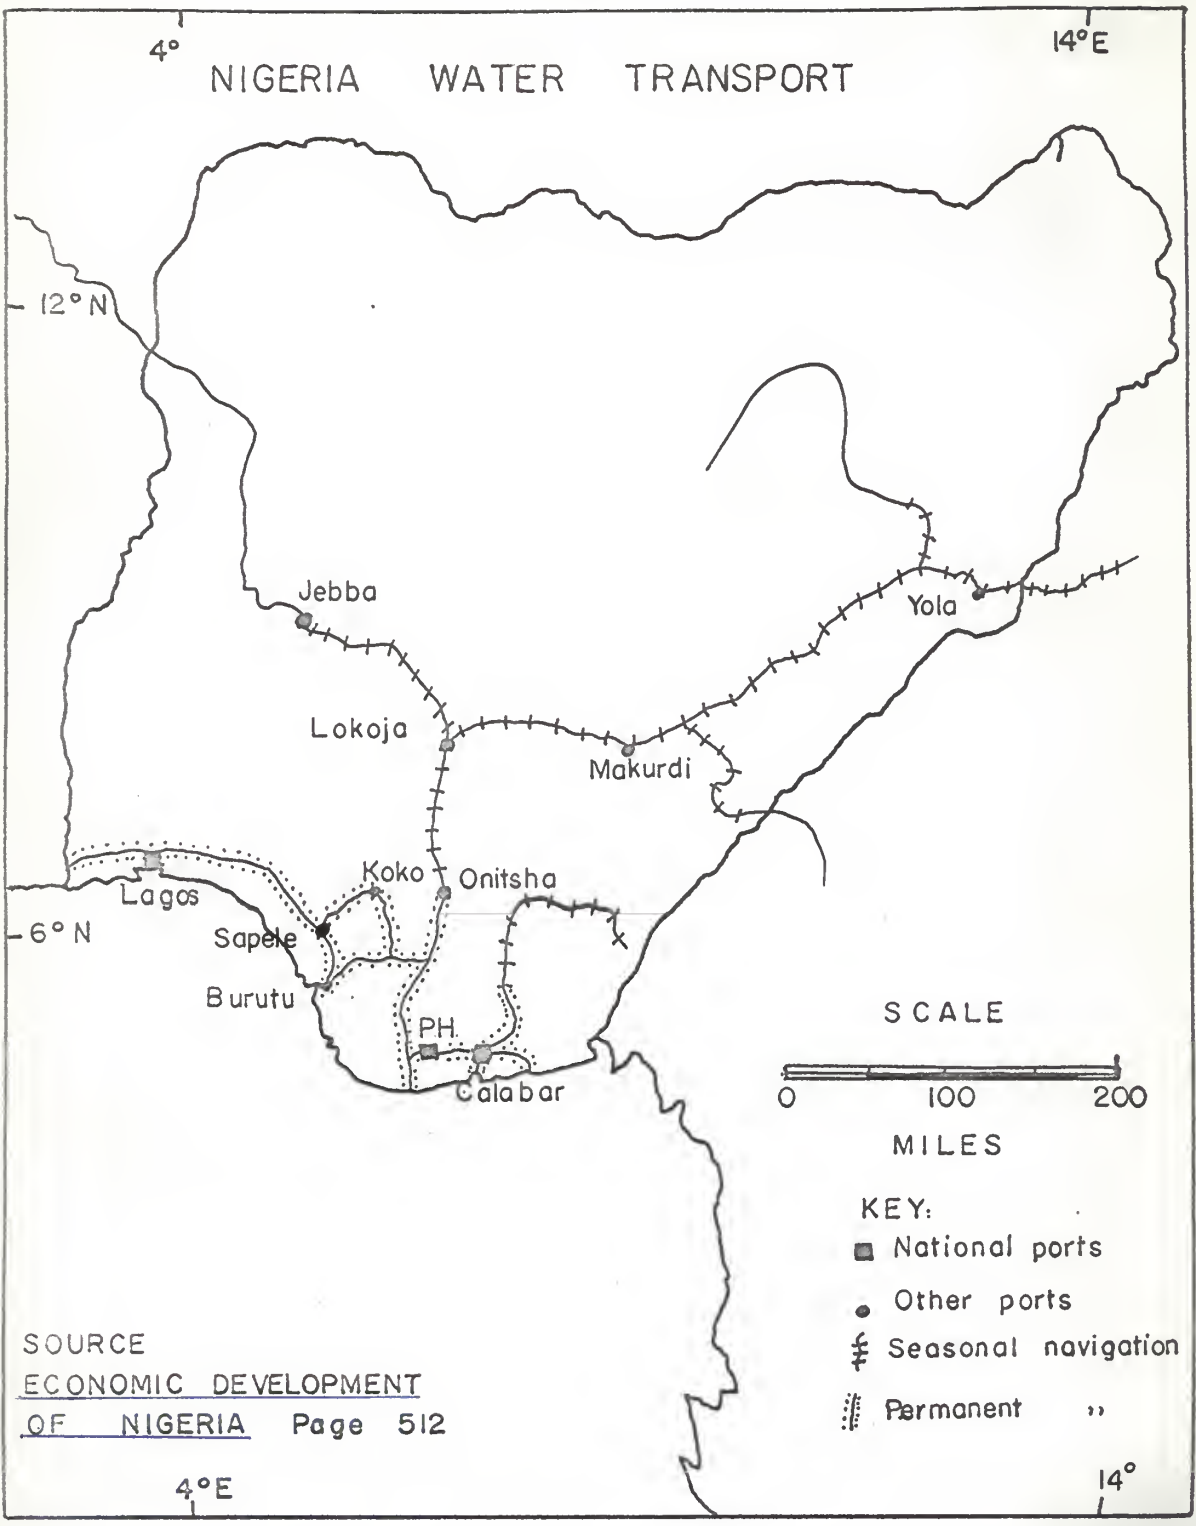 4°
14°E
NIGERIA WATER TRANSPORT
12°N
Jebba
Yola
Lokoja
Makurdi
Koko
Onitsha
Lagos
6°N
Sapele
Burutu
P.H.
Calabar
SCALE
0 100 200
MILES
KEY:
National ports
Other ports
Seasonal navigation
Permanent ,,
SOURCE
ECONOMIC DEVELOPMENT
OF NIGERIA Page 512
4°E
14°